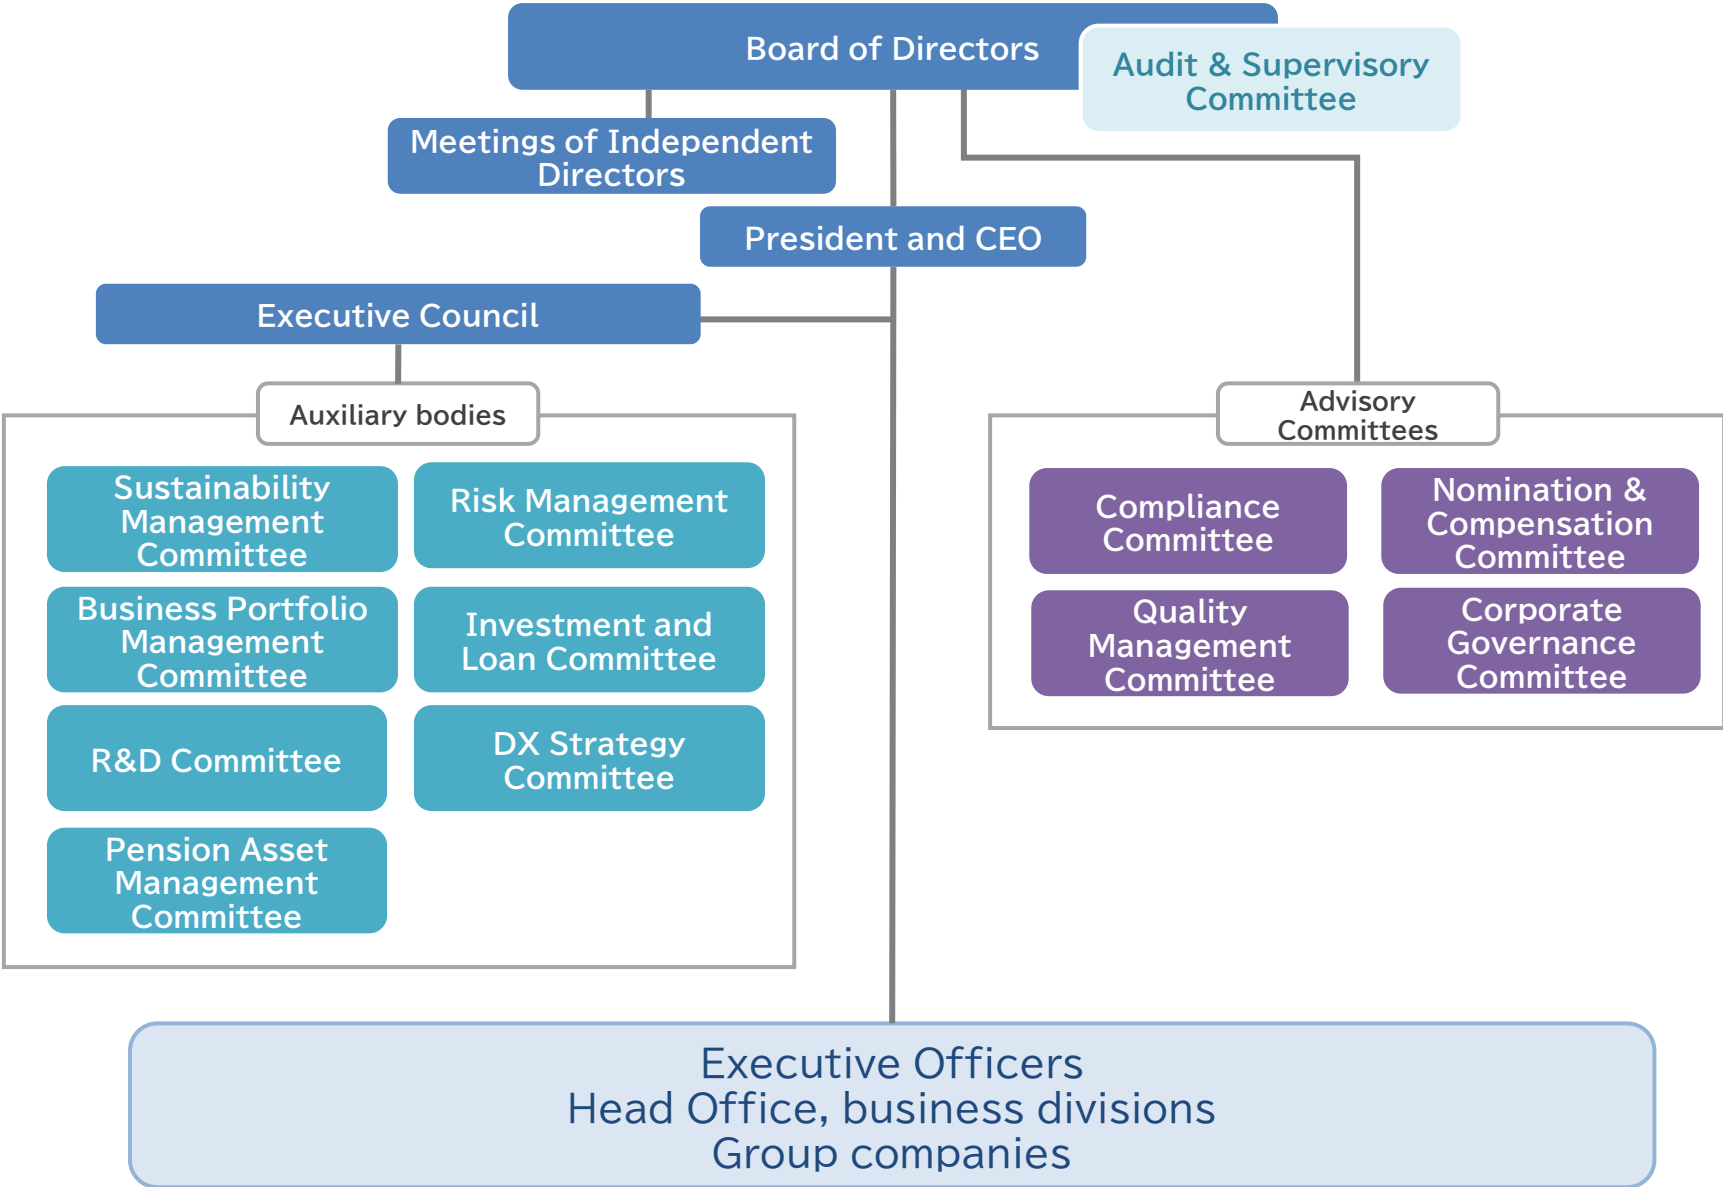 Board of Directors
Audit & Supervisory
Committee
Meetings of Independent
Directors
President and CEO
Executive Council
Auxiliary bodies
Sustainability
Management
Committee
Risk Management
Committee
Business Portfolio
Management
Committee
Investment and
Loan Committee
R&D Committee
DX Strategy
Committee
Pension Asset
Management
Committee
Advisory
Committees
Compliance
Committee
Nomination &
Compensation
Committee
Quality
Management
Committee
Corporate
Governance
Committee
Executive Officers
Head Office, business divisions
Group companies